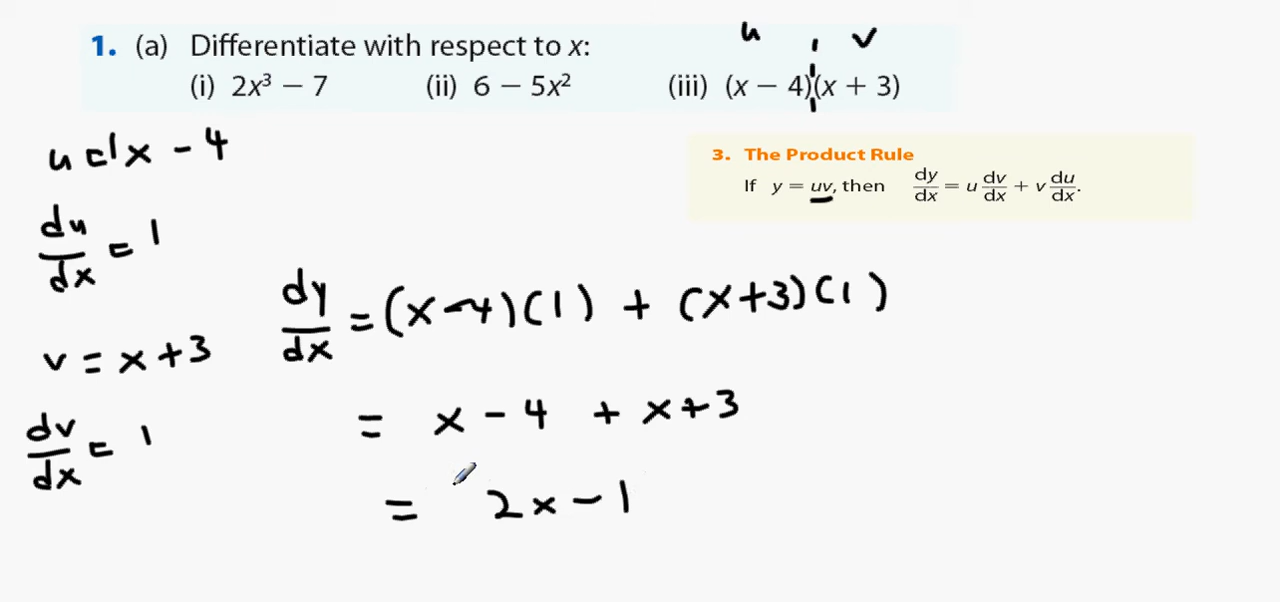 u v
1. (a) Differentiate with respect to x:
(i) 2x³ − 7 (ii) 6 − 5x² (iii) (x − 4)(x + 3)
u = 1x - 4
3. The Product Rule
If y = uv, then dy/dx = u dv/dx + v du/dx.
du/dx = 1
dy/dx = (x-4)(1) + (x+3)(1)
v = x+3
= x - 4 + x+3
dv/dx = 1
= 2x - 1